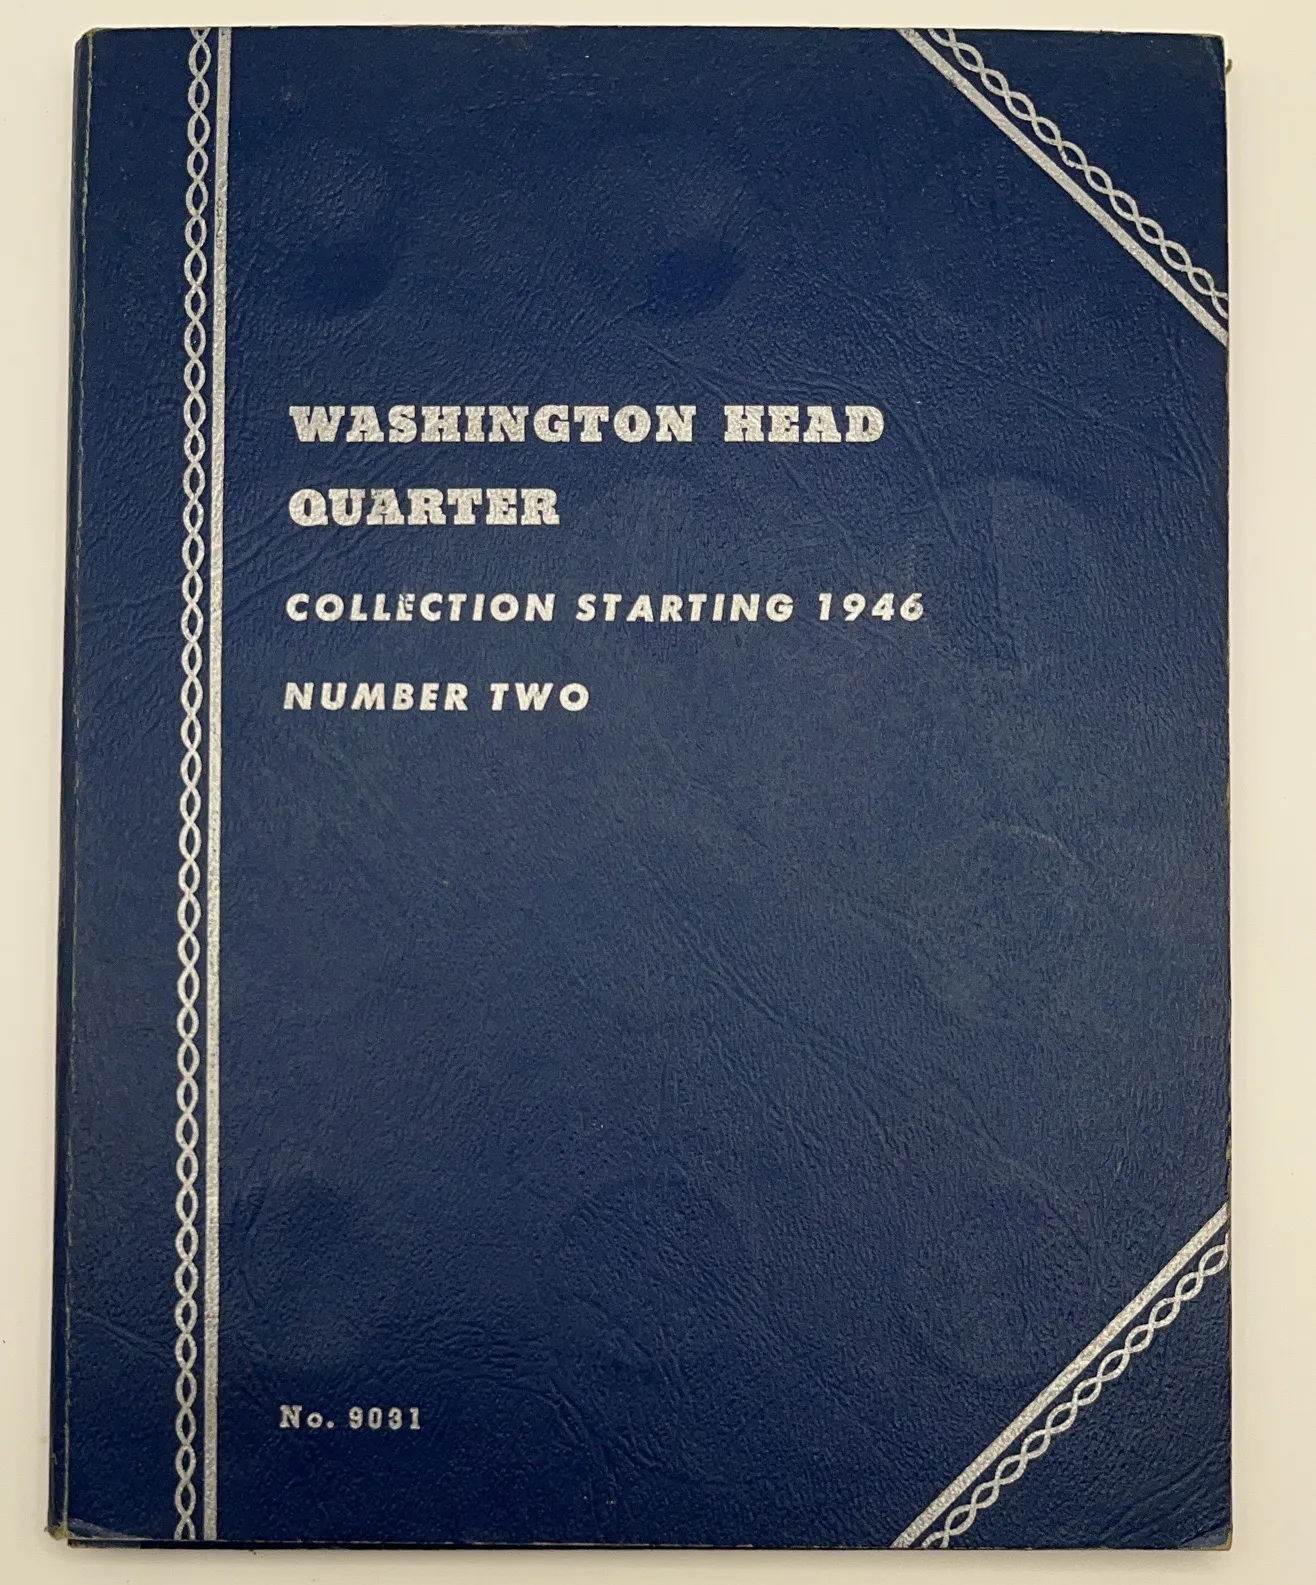 WASHINGTON HEAD
QUARTER
COLLECTION STARTING 1946
NUMBER TWO
No. 9031